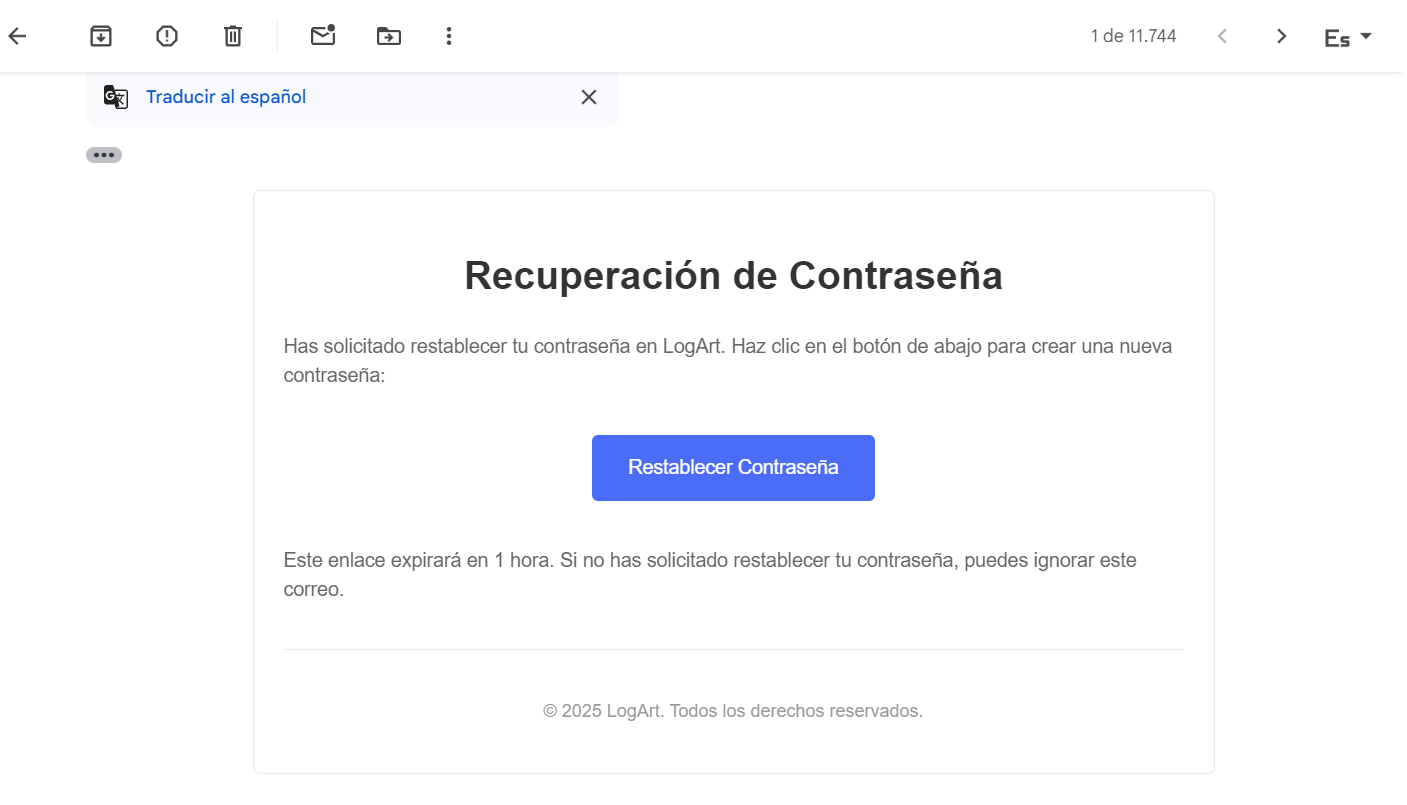 1 de 11.744
Es
Traducir al español
Recuperación de Contraseña
Has solicitado restablecer tu contraseña en LogArt. Haz clic en el botón de abajo para crear una nueva
contraseña:
Restablecer Contraseña
Este enlace expirará en 1 hora. Si no has solicitado restablecer tu contraseña, puedes ignorar este
correo.
© 2025 LogArt. Todos los derechos reservados.